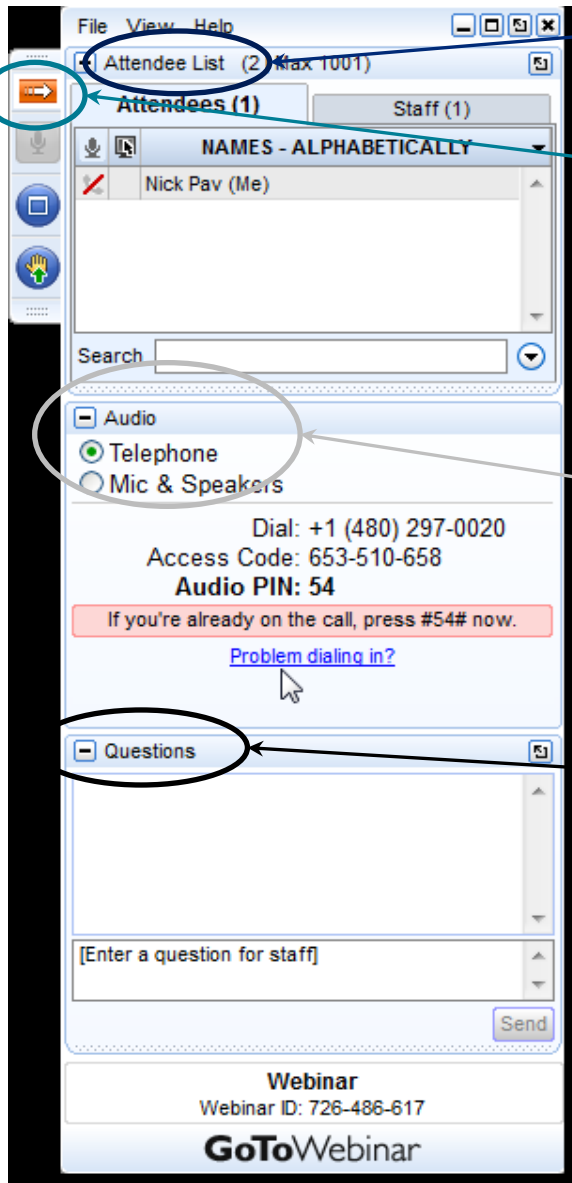 File View Help
Attendee List (2 Max 1001)
Attendees (1)
Staff (1)
NAMES - ALPHABETICALLY
Nick Pav (Me)
Search
Audio
Telephone
Mic & Speakers
Dial: +1 (480) 297-0020
Access Code: 653-510-658
Audio PIN: 54
If you're already on the call, press #54# now.
Problem dialing in?
Questions
[Enter a question for staff]
Send
Webinar
Webinar ID: 726-486-617
GoToWebinar